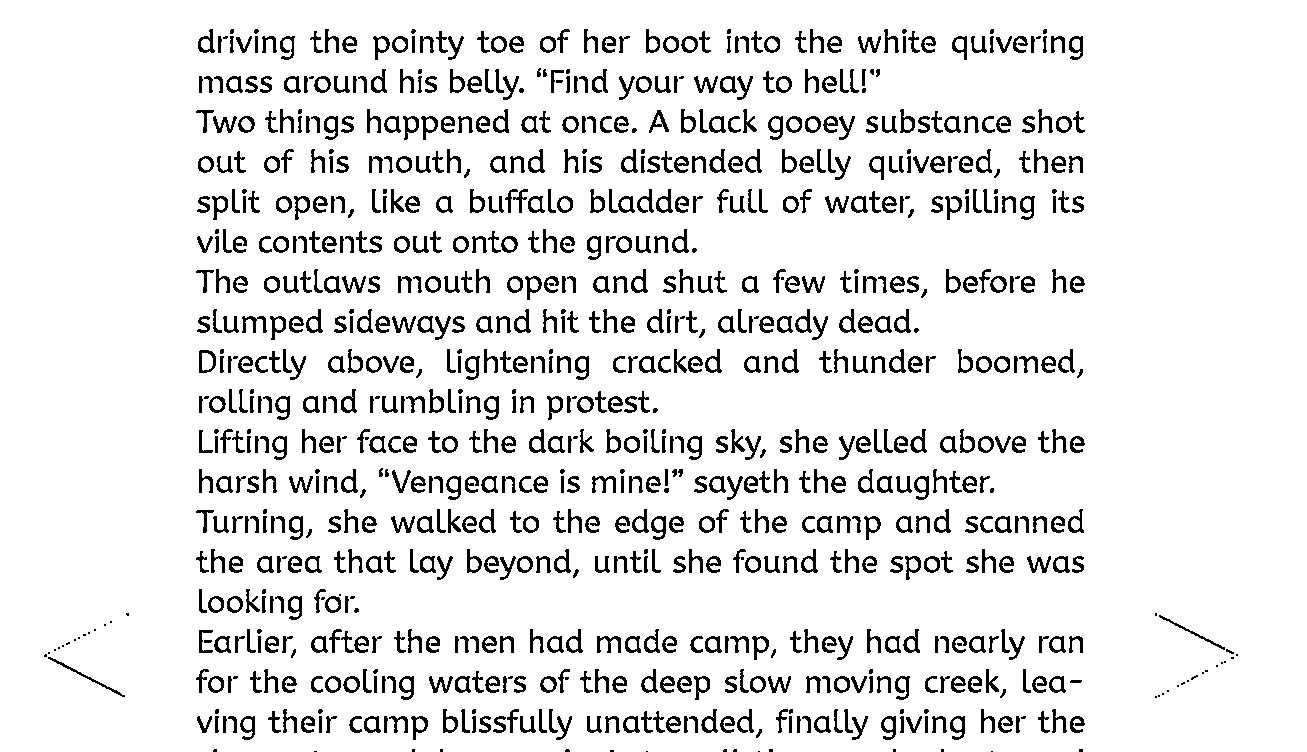 driving the pointy toe of her boot into the white quivering
mass around his belly. “Find your way to hell!”
Two things happened at once. A black gooey substance shot
out of his mouth, and his distended belly quivered, then
split open, like a buffalo bladder full of water, spilling its
vile contents out onto the ground.
The outlaws mouth open and shut a few times, before he
slumped sideways and hit the dirt, already dead.
Directly above, lightening cracked and thunder boomed,
rolling and rumbling in protest.
Lifting her face to the dark boiling sky, she yelled above the
harsh wind, “Vengeance is mine!” sayeth the daughter.
Turning, she walked to the edge of the camp and scanned
the area that lay beyond, until she found the spot she was
looking for.
Earlier, after the men had made camp, they had nearly ran
for the cooling waters of the deep slow moving creek, lea-
ving their camp blissfully unattended, finally giving her the